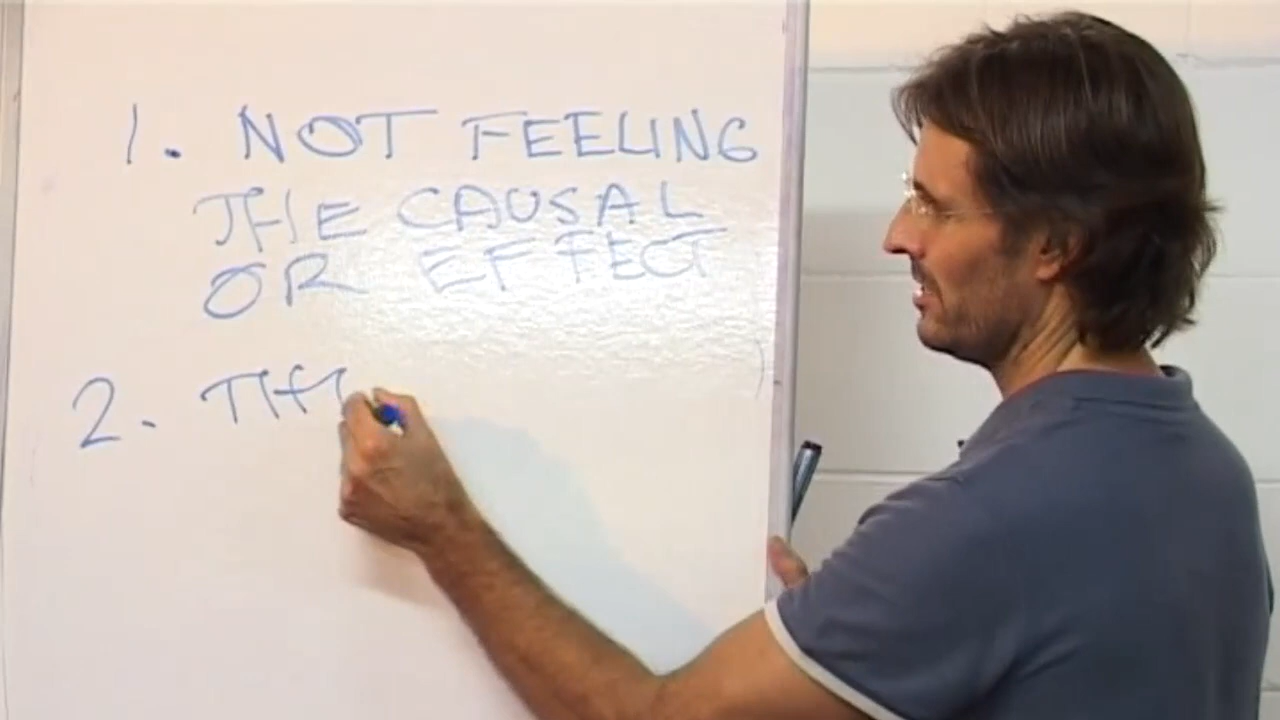 1. NOT FEELING
THE CAUSAL
OR EFFECT
2. TH